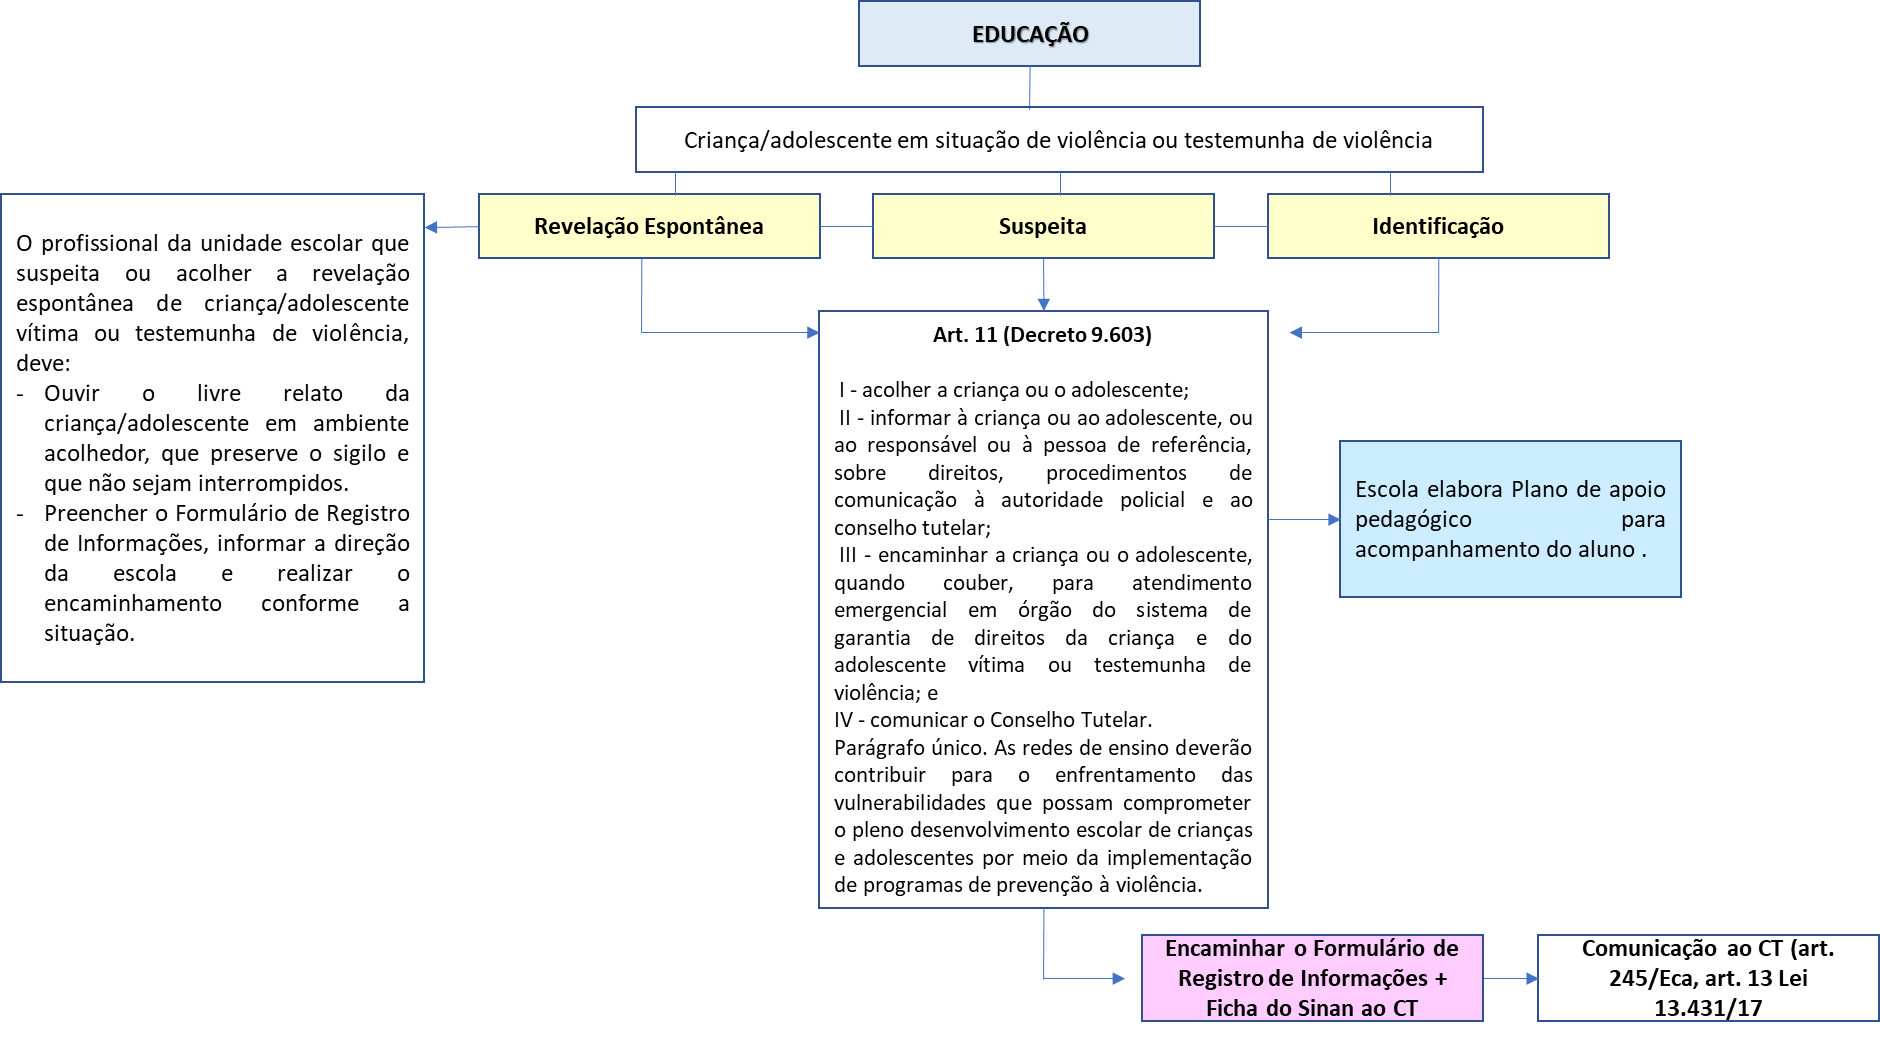 EDUCAÇÃO
Criança/adolescente em situação de violência ou testemunha de violência
Revelação Espontânea
Suspeita
Identificação
O profissional da unidade escolar que
suspeita ou acolher a revelação
espontânea de criança/adolescente
vítima ou testemunha de violência,
deve:
- Ouvir o livre relato da
criança/adolescente em ambiente
acolhedor, que preserve o sigilo e
que não sejam interrompidos.
- Preencher o Formulário de Registro
de Informações, informar a direção
da escola e realizar o
encaminhamento conforme a
situação.
Art. 11 (Decreto 9.603)
I - acolher a criança ou o adolescente;
II - informar à criança ou ao adolescente, ou
ao responsável ou à pessoa de referência,
sobre direitos, procedimentos de
comunicação à autoridade policial e ao
conselho tutelar;
III - encaminhar a criança ou o adolescente,
quando couber, para atendimento
emergencial em órgão do sistema de
garantia de direitos da criança e do
adolescente vítima ou testemunha de
violência; e
IV - comunicar o Conselho Tutelar.
Parágrafo único. As redes de ensino deverão
contribuir para o enfrentamento das
vulnerabilidades que possam comprometer
o pleno desenvolvimento escolar de crianças
e adolescentes por meio da implementação
de programas de prevenção à violência.
Escola elabora Plano de apoio
pedagógico para
acompanhamento do aluno .
Encaminhar o Formulário de
Registro de Informações +
Ficha do Sinan ao CT
Comunicação ao CT (art.
245/Eca, art. 13 Lei
13.431/17